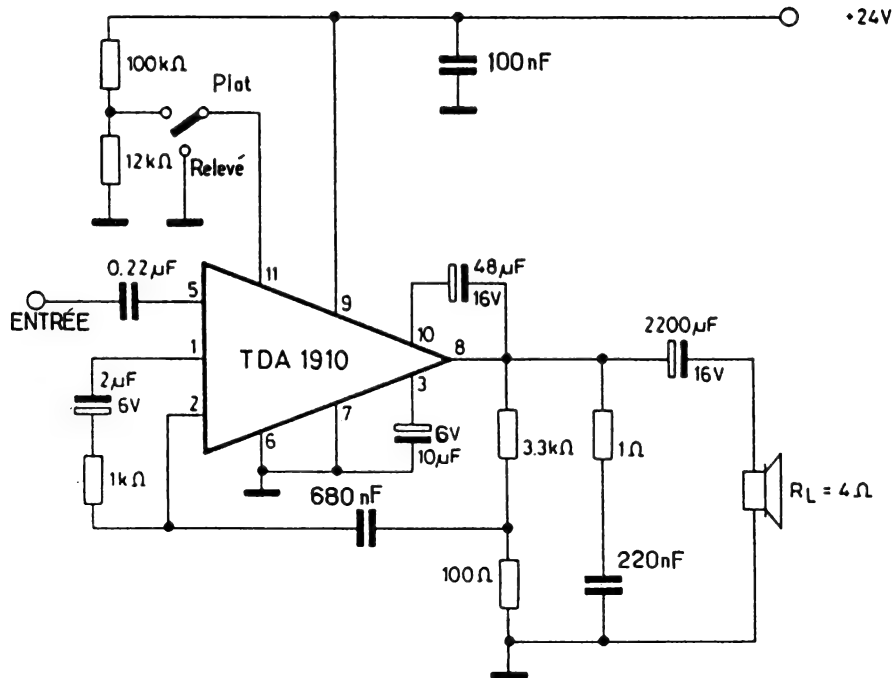 +24V
100kΩ
Plat
100nF
12kΩ
Relevé
0.22µF
48µF
16V
ENTRÉE
5
11
9
10
8
2200µF
16V
1
TDA 1910
3
2µF
6V
2
7
6
6V
10µF
3.3kΩ
1Ω
1kΩ
680nF
RL = 4Ω
100Ω
220nF